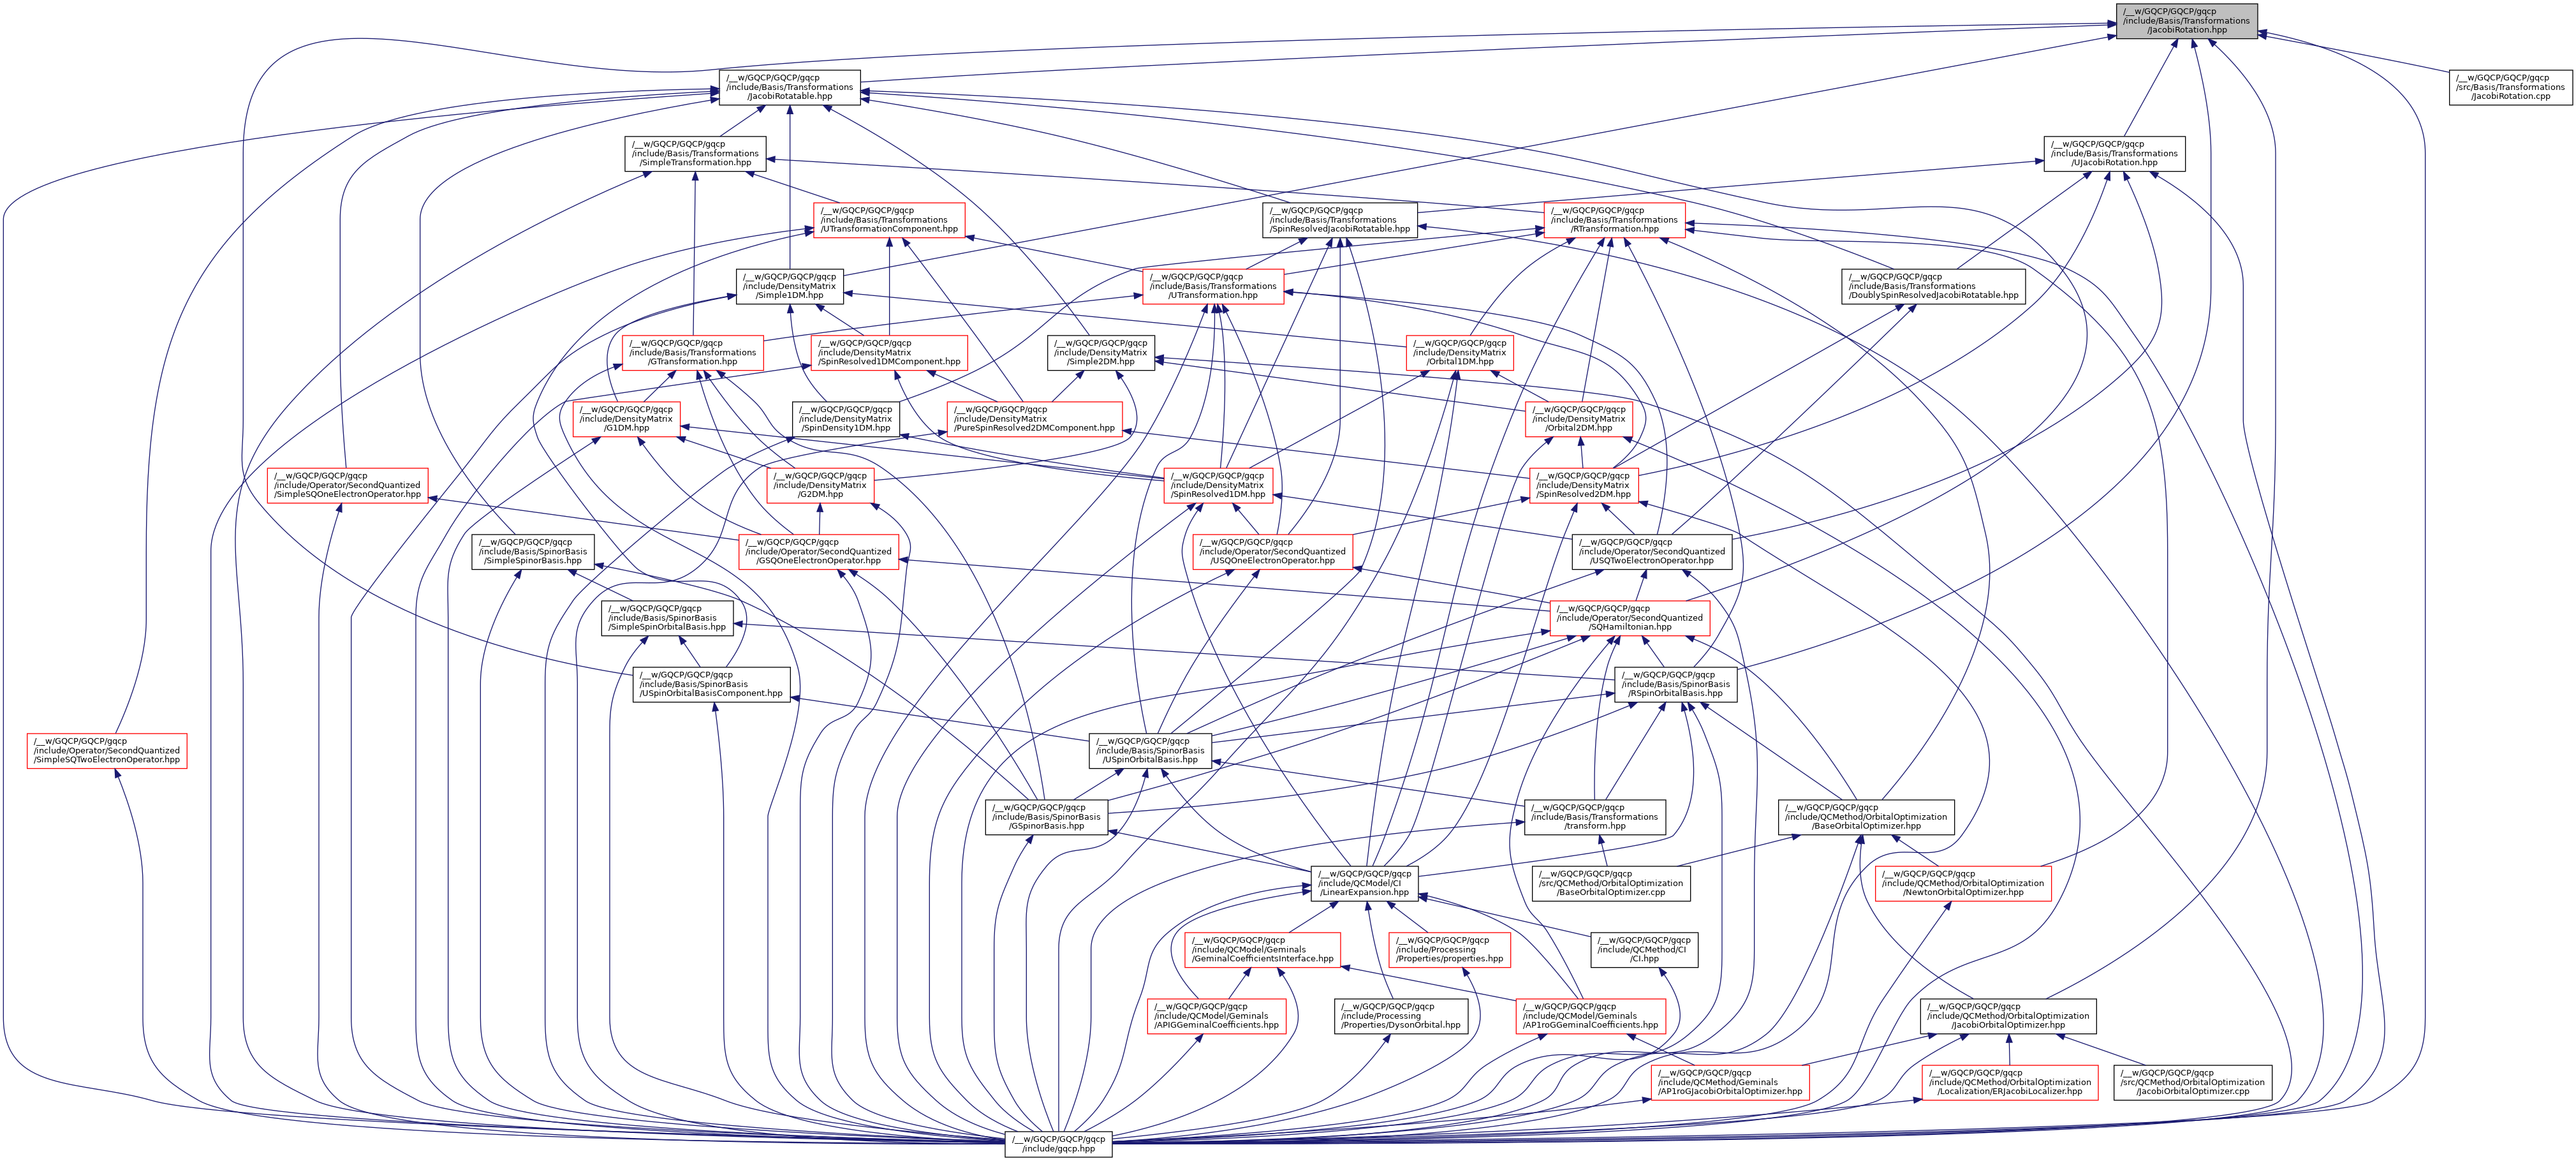 /__w/GQCP/GQCP/gqcp
/include/Basis/Transformations
/JacobiRotation.hpp
/__w/GQCP/GQCP/gqcp
/include/Basis/Transformations
/JacobiRotatable.hpp
/__w/GQCP/GQCP/gqcp
/src/Basis/Transformations
/JacobiRotation.cpp
/__w/GQCP/GQCP/gqcp
/include/Basis/Transformations
/SimpleTransformation.hpp
/__w/GQCP/GQCP/gqcp
/include/Basis/Transformations
/UJacobiRotation.hpp
/__w/GQCP/GQCP/gqcp
/include/Basis/Transformations
/UTransformationComponent.hpp
/__w/GQCP/GQCP/gqcp
/include/Basis/Transformations
/SpinResolvedJacobiRotatable.hpp
/__w/GQCP/GQCP/gqcp
/include/Basis/Transformations
/RTransformation.hpp
/__w/GQCP/GQCP/gqcp
/include/DensityMatrix
/Simple1DM.hpp
/__w/GQCP/GQCP/gqcp
/include/Basis/Transformations
/UTransformation.hpp
/__w/GQCP/GQCP/gqcp
/include/Basis/Transformations
/DoublySpinResolvedJacobiRotatable.hpp
/__w/GQCP/GQCP/gqcp
/include/Basis/Transformations
/GTransformation.hpp
/__w/GQCP/GQCP/gqcp
/include/DensityMatrix
/SpinResolved1DMComponent.hpp
/__w/GQCP/GQCP/gqcp
/include/DensityMatrix
/Simple2DM.hpp
/__w/GQCP/GQCP/gqcp
/include/DensityMatrix
/Orbital1DM.hpp
/__w/GQCP/GQCP/gqcp
/include/DensityMatrix
/G1DM.hpp
/__w/GQCP/GQCP/gqcp
/include/DensityMatrix
/SpinDensity1DM.hpp
/__w/GQCP/GQCP/gqcp
/include/DensityMatrix
/PureSpinResolved2DMComponent.hpp
/__w/GQCP/GQCP/gqcp
/include/DensityMatrix
/Orbital2DM.hpp
/__w/GQCP/GQCP/gqcp
/include/Operator/SecondQuantized
/SimpleSQOneElectronOperator.hpp
/__w/GQCP/GQCP/gqcp
/include/DensityMatrix
/G2DM.hpp
/__w/GQCP/GQCP/gqcp
/include/DensityMatrix
/SpinResolved1DM.hpp
/__w/GQCP/GQCP/gqcp
/include/DensityMatrix
/SpinResolved2DM.hpp
/__w/GQCP/GQCP/gqcp
/include/Basis/SpinorBasis
/SimpleSpinorBasis.hpp
/__w/GQCP/GQCP/gqcp
/include/Operator/SecondQuantized
/GSQOneElectronOperator.hpp
/__w/GQCP/GQCP/gqcp
/include/Operator/SecondQuantized
/USQOneElectronOperator.hpp
/__w/GQCP/GQCP/gqcp
/include/Operator/SecondQuantized
/USQTwoElectronOperator.hpp
/__w/GQCP/GQCP/gqcp
/include/Basis/SpinorBasis
/SimpleSpinOrbitalBasis.hpp
/__w/GQCP/GQCP/gqcp
/include/Operator/SecondQuantized
/SQHamiltonian.hpp
/__w/GQCP/GQCP/gqcp
/include/Basis/SpinorBasis
/USpinOrbitalBasisComponent.hpp
/__w/GQCP/GQCP/gqcp
/include/Basis/SpinorBasis
/RSpinOrbitalBasis.hpp
/__w/GQCP/GQCP/gqcp
/include/Operator/SecondQuantized
/SimpleSQTwoElectronOperator.hpp
/__w/GQCP/GQCP/gqcp
/include/Basis/SpinorBasis
/USpinOrbitalBasis.hpp
/__w/GQCP/GQCP/gqcp
/include/Basis/SpinorBasis
/GSpinorBasis.hpp
/__w/GQCP/GQCP/gqcp
/include/Basis/Transformations
/transform.hpp
/__w/GQCP/GQCP/gqcp
/include/QCMethod/OrbitalOptimization
/BaseOrbitalOptimizer.hpp
/__w/GQCP/GQCP/gqcp
/include/QCModel/CI
/LinearExpansion.hpp
/__w/GQCP/GQCP/gqcp
/src/QCMethod/OrbitalOptimization
/BaseOrbitalOptimizer.cpp
/__w/GQCP/GQCP/gqcp
/include/QCMethod/OrbitalOptimization
/NewtonOrbitalOptimizer.hpp
/__w/GQCP/GQCP/gqcp
/include/QCModel/Geminals
/GeminalCoefficientsInterface.hpp
/__w/GQCP/GQCP/gqcp
/include/Processing
/Properties/properties.hpp
/__w/GQCP/GQCP/gqcp
/include/QCMethod/CI
/CI.hpp
/__w/GQCP/GQCP/gqcp
/include/QCModel/Geminals
/APIGGeminalCoefficients.hpp
/__w/GQCP/GQCP/gqcp
/include/Processing
/Properties/DysonOrbital.hpp
/__w/GQCP/GQCP/gqcp
/include/QCModel/Geminals
/AP1roGGeminalCoefficients.hpp
/__w/GQCP/GQCP/gqcp
/include/QCMethod/OrbitalOptimization
/JacobiOrbitalOptimizer.hpp
/__w/GQCP/GQCP/gqcp
/include/QCMethod/Geminals
/AP1roGJacobiOrbitalOptimizer.hpp
/__w/GQCP/GQCP/gqcp
/include/QCMethod/OrbitalOptimization
/Localization/ERJacobiLocalizer.hpp
/__w/GQCP/GQCP/gqcp
/src/QCMethod/OrbitalOptimization
/JacobiOrbitalOptimizer.cpp
/__w/GQCP/GQCP/gqcp
/include/gqcp.hpp